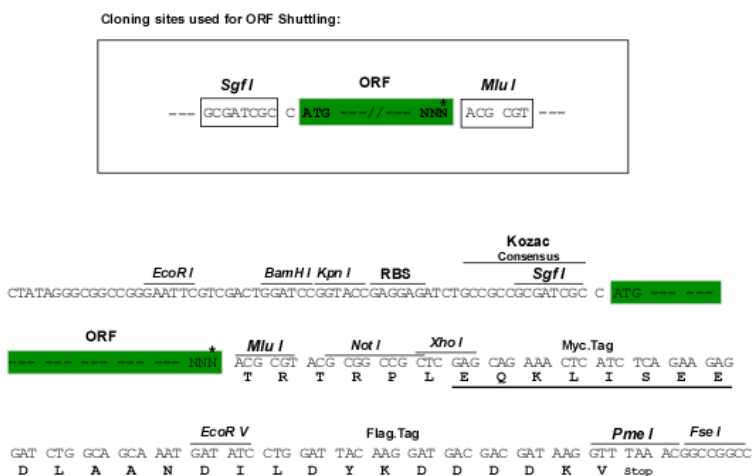 Cloning sites used for ORF Shuttling:
Sgf I ORF Mlu I
--- GCGATCGC C ATG ---//--- NNN* ACG CGT ---
Kozac
Consensus
EcoR I BamH I Kpn I RBS Sgf I
CTATAGGGCGGCCGGGAATTCGTCGACTGGATCCGGTACCGAGGAGATCTGCCGCCGCGATCGC C ATG --- ---
ORF Mlu I Not I Xho I Myc.Tag
--- --- --- --- --- NNN* ACG CGT ACG CGG CCG CTC GAG CAG AAA CTC ATC TCA GAA GAG
T R T R P L E Q K L I S E E
EcoR V Flag.Tag Pme I Fse I
GAT CTG GCA GCA AAT GAT ATC CTG GAT TAC AAG GAT GAC GAC GAT AAG GTT TAAAC GGCCGGCC
D L A A N D I L D Y K D D D D K V Stop